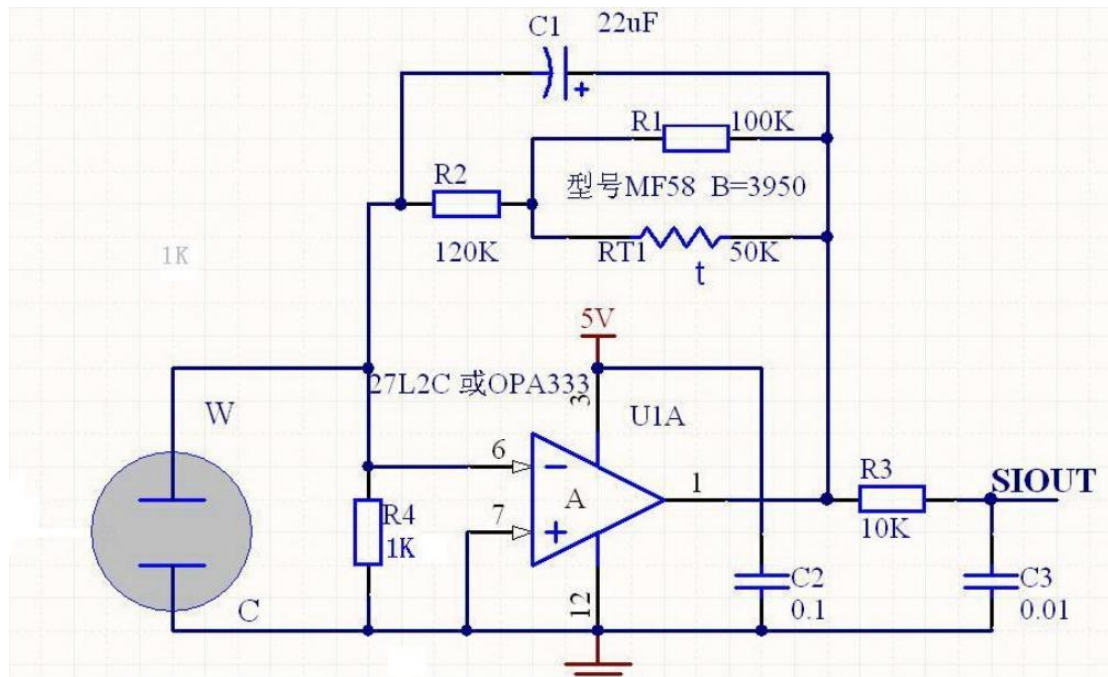 C1 22uF
R1 100K
R2
型号MF58 B=3950
120K
RT1 50K
t
1K
5V
27L2C 或OPA333
3
U1A
W
6
A
1
R3
SIOUT
7
R4
1K
10K
12
C2
0.1
C3
0.01
C